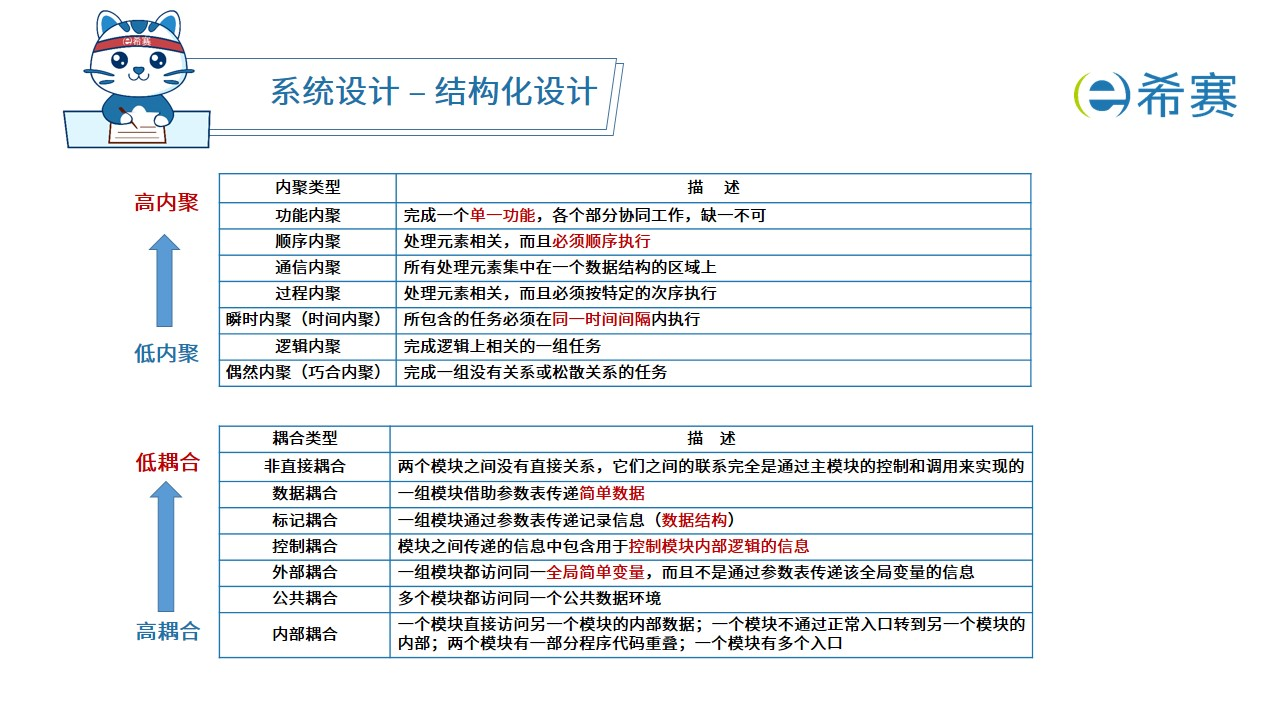 希赛
系统设计 – 结构化设计
希赛
高内聚
低内聚
内聚类型 描 述
功能内聚 完成一个单一功能，各个部分协同工作，缺一不可
顺序内聚 处理元素相关，而且必须顺序执行
通信内聚 所有处理元素集中在一个数据结构的区域上
过程内聚 处理元素相关，而且必须按特定的次序执行
瞬时内聚（时间内聚） 所包含的任务必须在同一时间间隔内执行
逻辑内聚 完成逻辑上相关的一组任务
偶然内聚（巧合内聚） 完成一组没有关系或松散关系的任务
低耦合
高耦合
耦合类型 描 述
非直接耦合 两个模块之间没有直接关系，它们之间的联系完全是通过主模块的控制和调用来实现的
数据耦合 一组模块借助参数表传递简单数据
标记耦合 一组模块通过参数表传递记录信息（数据结构）
控制耦合 模块之间传递的信息中包含用于控制模块内部逻辑的信息
外部耦合 一组模块都访问同一全局简单变量，而且不是通过参数表传递该全局变量的信息
公共耦合 多个模块都访问同一个公共数据环境
内部耦合 一个模块直接访问另一个模块的内部数据；一个模块不通过正常入口转到另一个模块的
内部；两个模块有一部分程序代码重叠；一个模块有多个入口